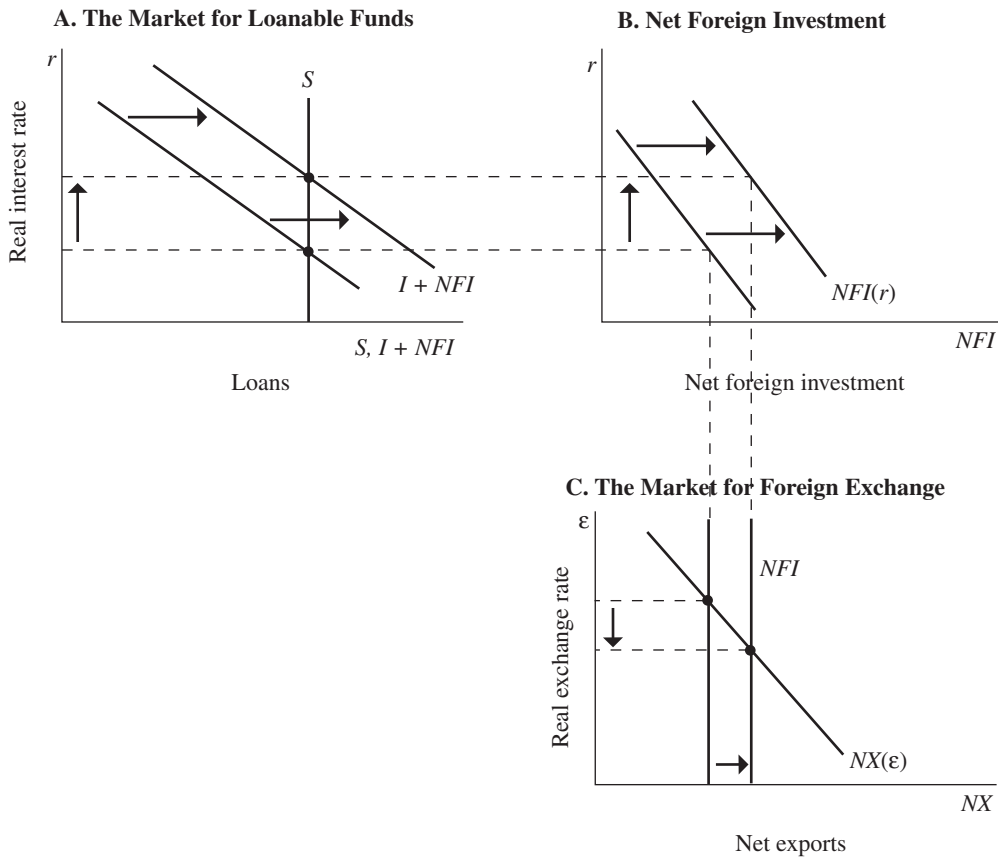 A. The Market for Loanable Funds
r
Real interest rate
S
I + NFI
S, I + NFI
Loans
B. Net Foreign Investment
r
NFI(r)
NFI
Net foreign investment
C. The Market for Foreign Exchange
ε
Real exchange rate
NFI
NX(ε)
NX
Net exports